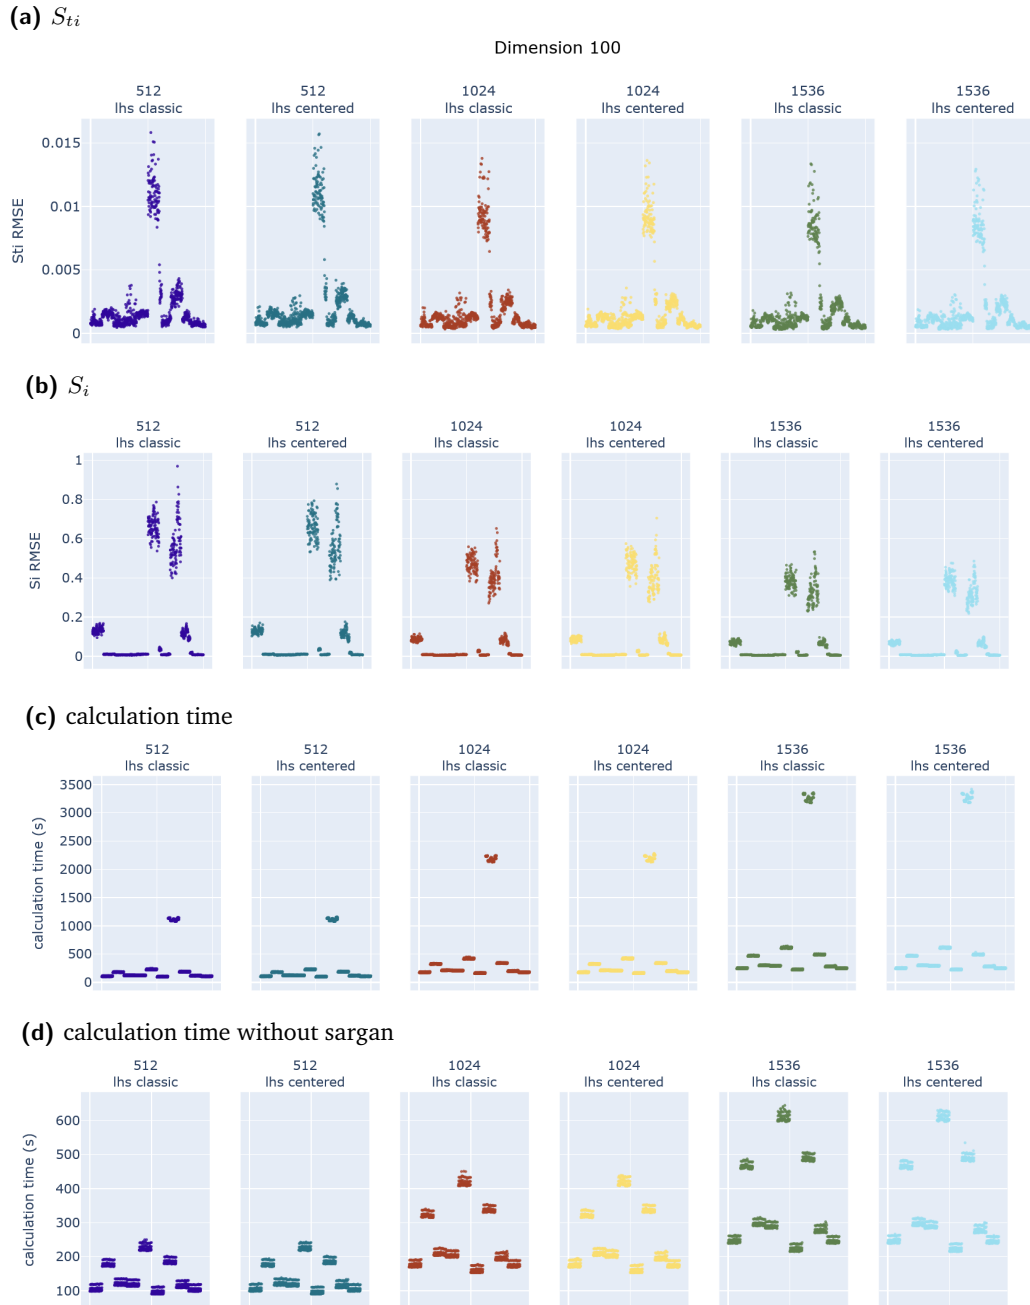 (a) Sti
Dimension 100
512 512 1024 1024 1536 1536
lhs classic lhs centered lhs classic lhs centered lhs classic lhs centered
0.015
0.01
0.005
0
Sti RMSE
(b) Si
512 512 1024 1024 1536 1536
lhs classic lhs centered lhs classic lhs centered lhs classic lhs centered
1
0.8
0.6
0.4
0.2
0
Si RMSE
(c) calculation time
512 512 1024 1024 1536 1536
lhs classic lhs centered lhs classic lhs centered lhs classic lhs centered
3500
3000
2500
2000
1500
1000
500
0
calculation time (s)
(d) calculation time without sargan
512 512 1024 1024 1536 1536
lhs classic lhs centered lhs classic lhs centered lhs classic lhs centered
600
500
400
300
200
100
calculation time (s)